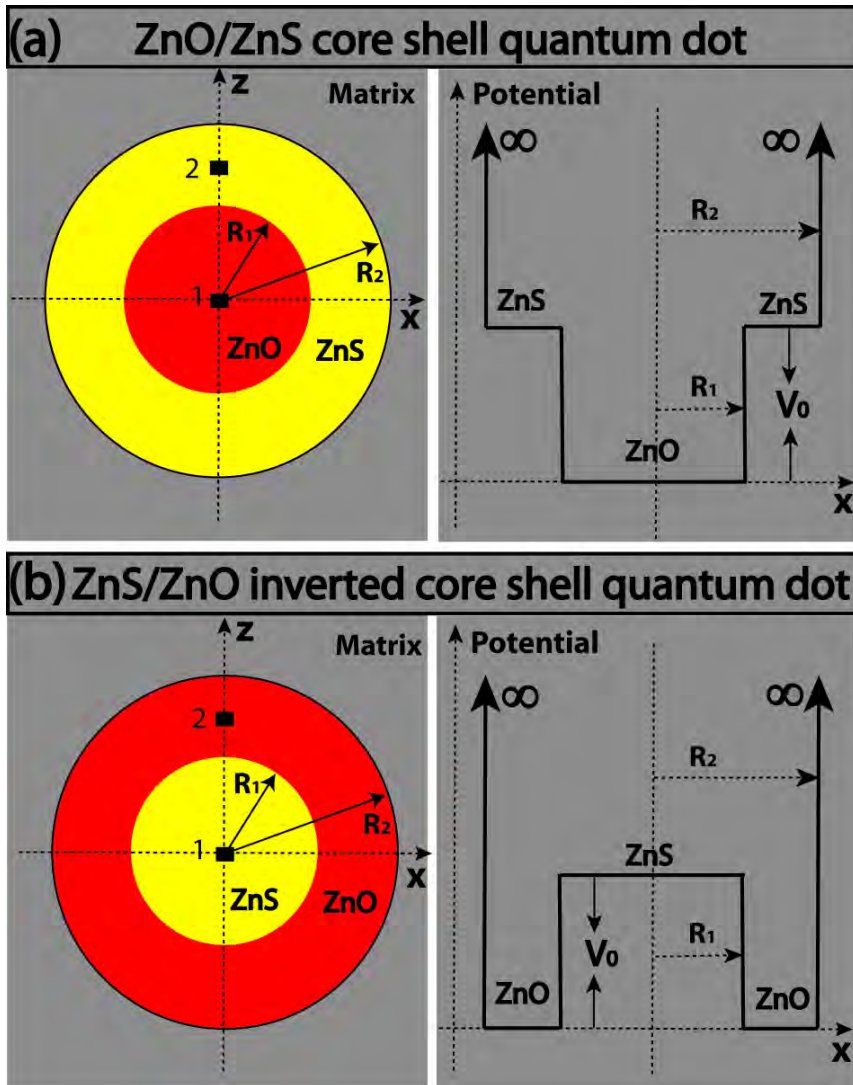 (a) ZnO/ZnS core shell quantum dot
z
Matrix
2
R1
R2
1
x
ZnO
ZnS
Potential
∞
∞
R2
ZnS
ZnS
R1
V0
ZnO
x
(b) ZnS/ZnO inverted core shell quantum dot
z
Matrix
2
R1
R2
1
x
ZnS
ZnO
Potential
∞
∞
R2
ZnS
V0
R1
ZnO
ZnO
x